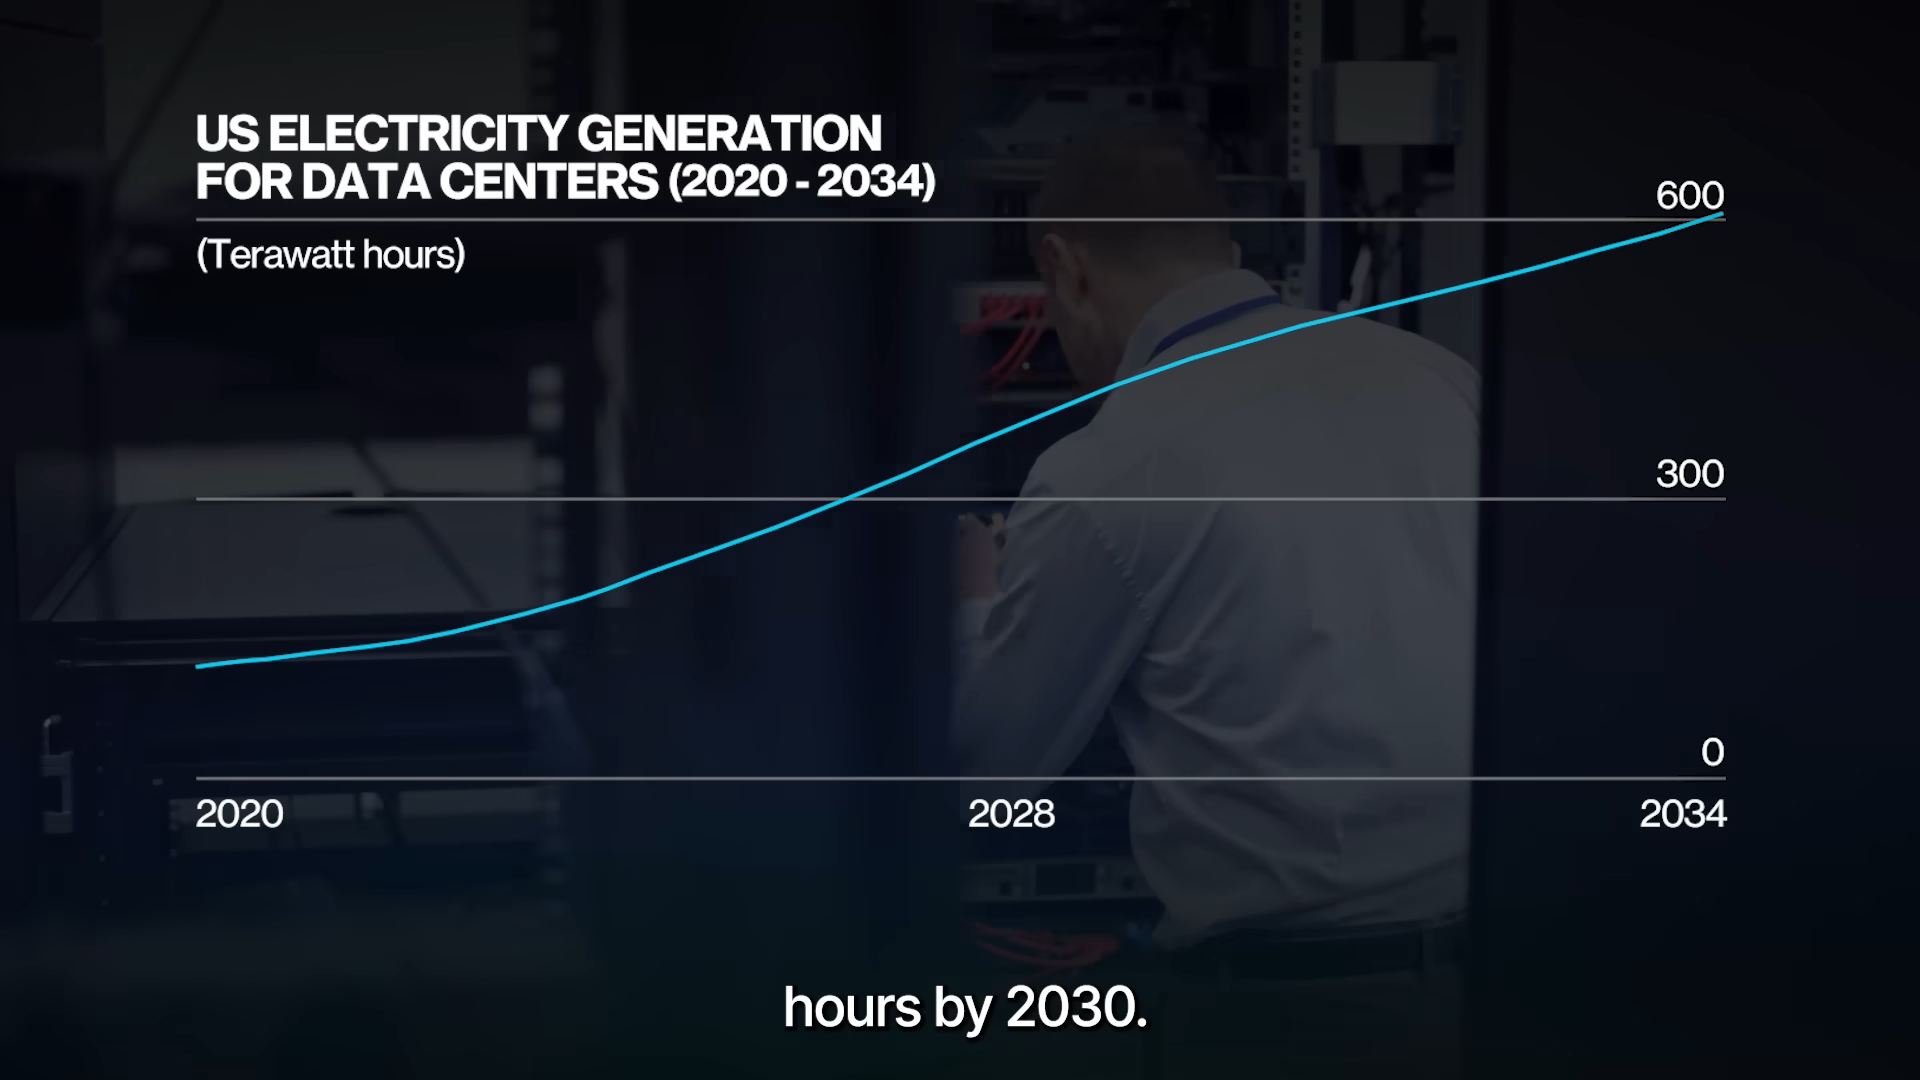 US ELECTRICITY GENERATION
FOR DATA CENTERS (2020 - 2034)
(Terawatt hours)
600
300
0
2020
2028
2034
hours by 2030.